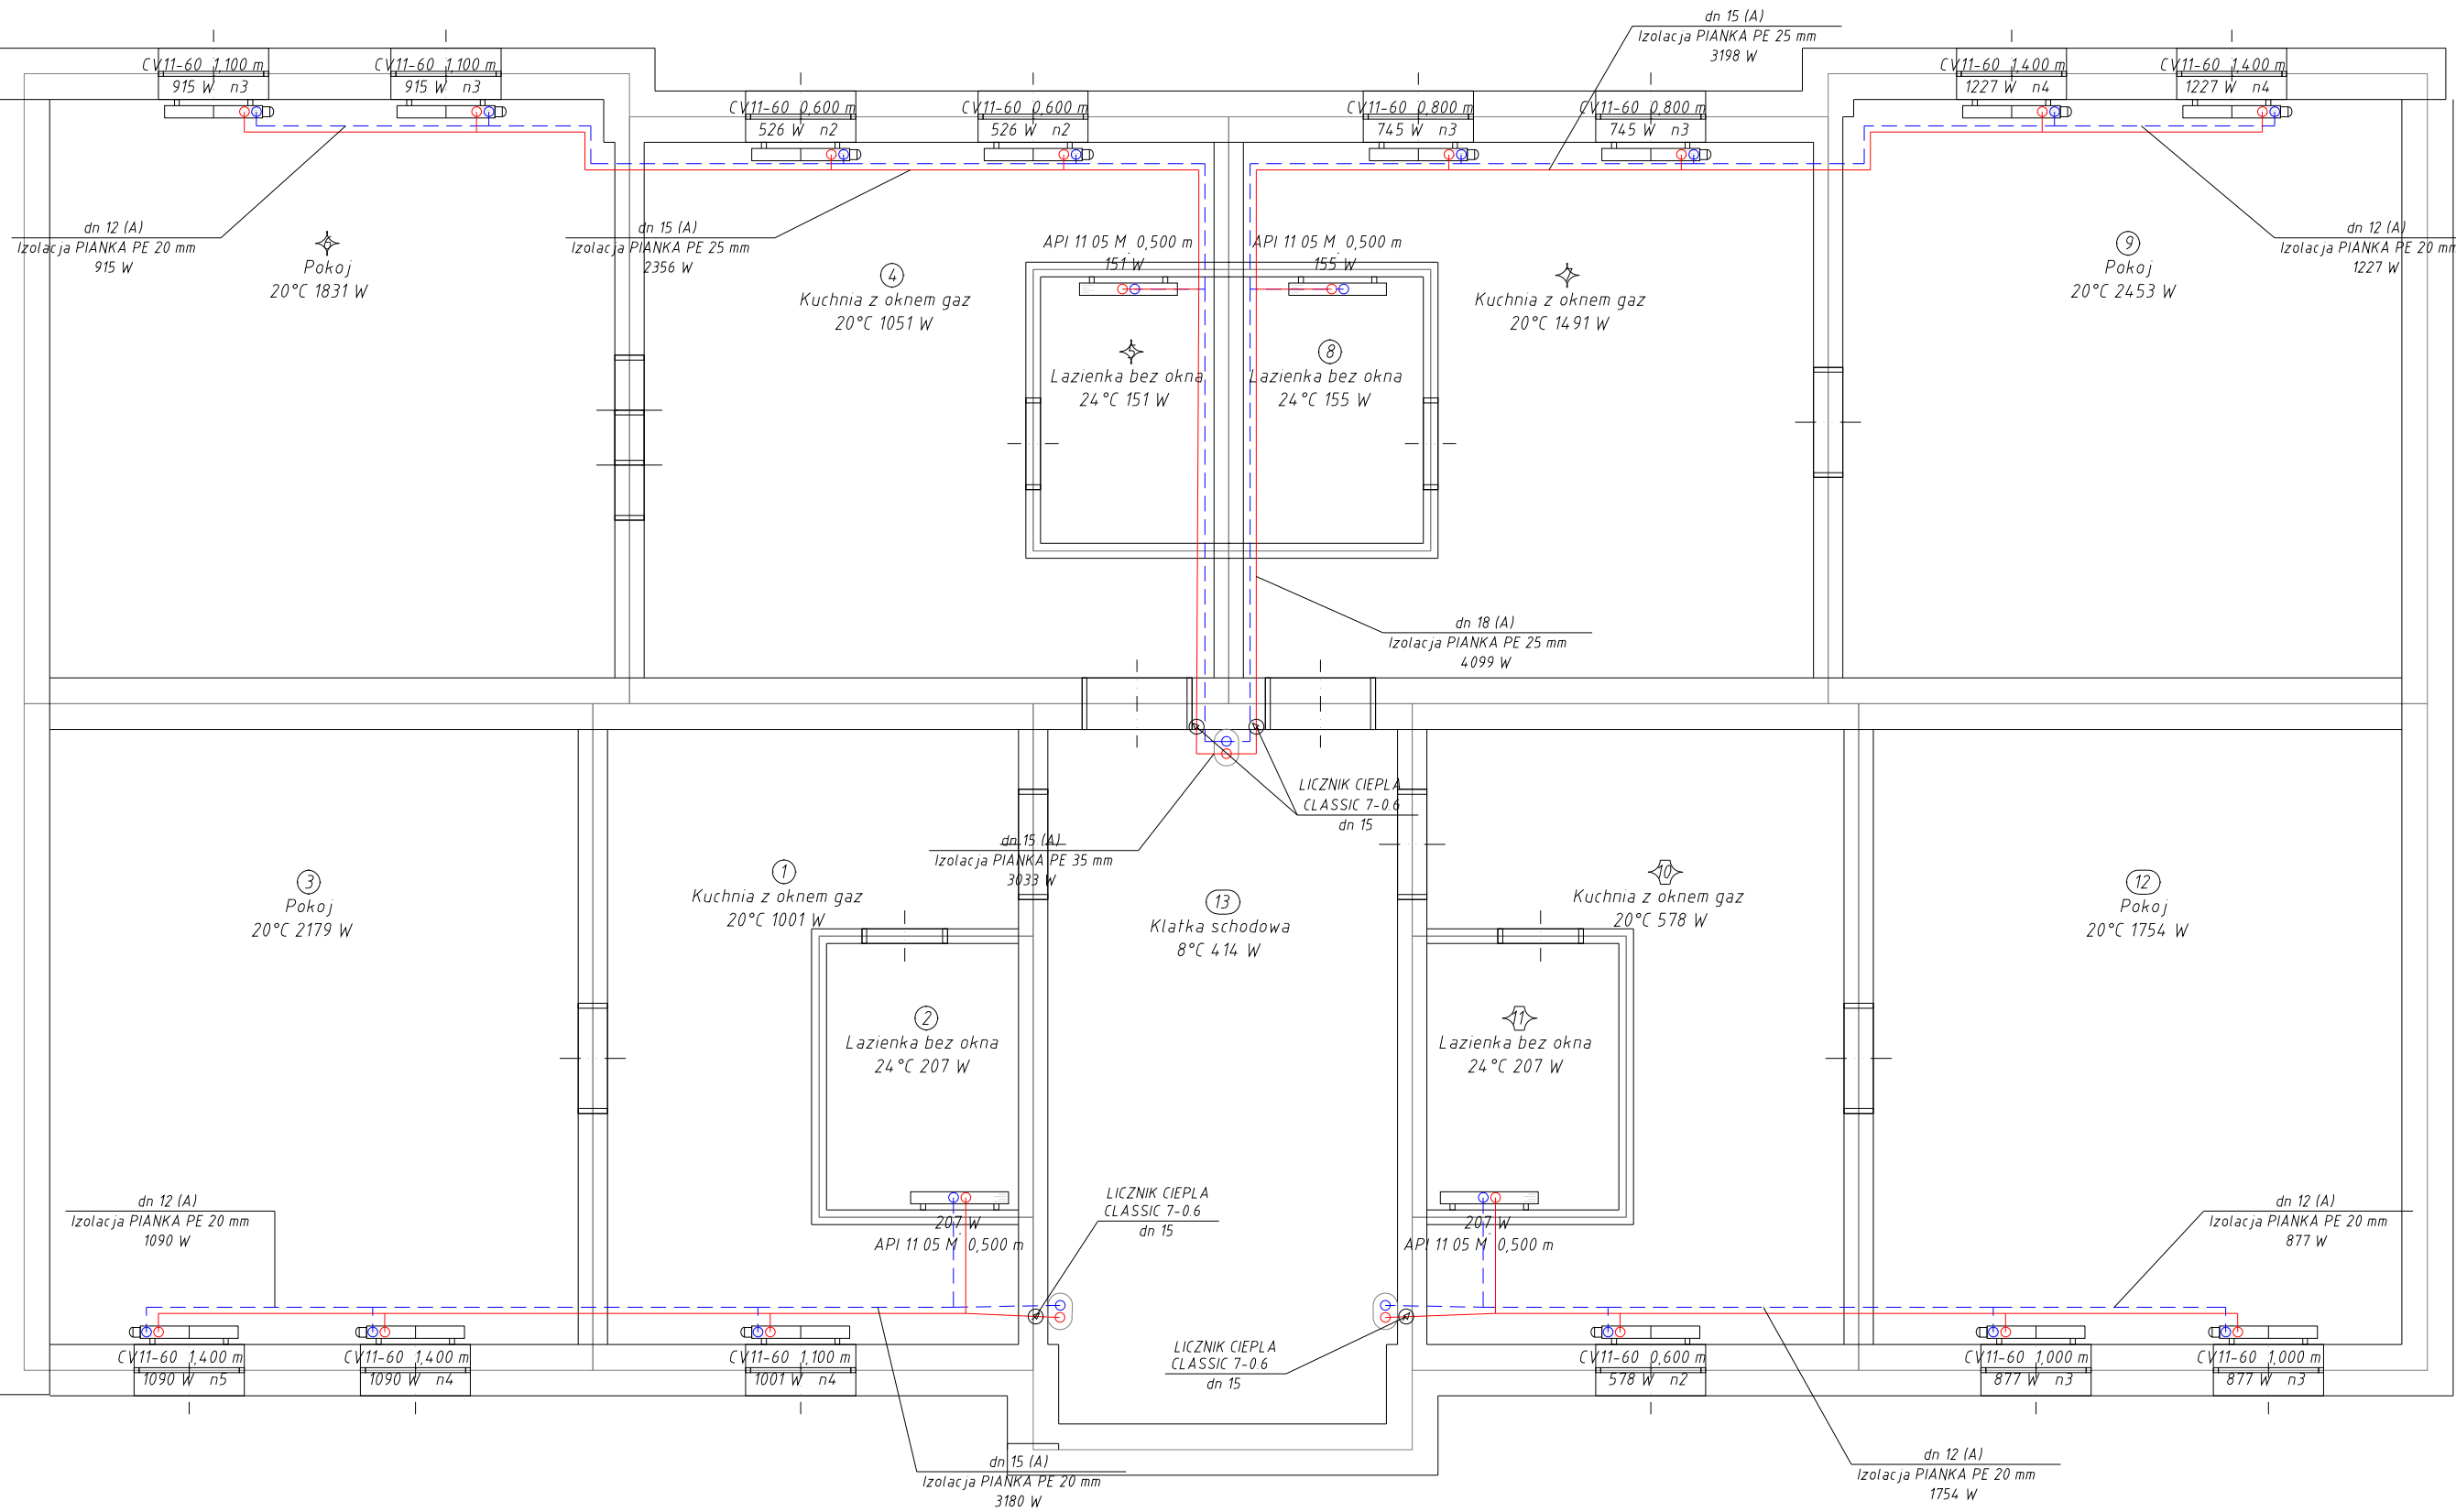 dn 15 (A)
Izolacja PIANKA PE 25 mm
3198 W
CV11-60 1,100 m
915 W n3
CV11-60 1,100 m
915 W n3
CV11-60 0,600 m
526 W n2
CV11-60 0,600 m
526 W n2
CV11-60 0,800 m
745 W n3
CV11-60 0,800 m
745 W n3
CV11-60 1,400 m
1227 W n4
CV11-60 1,400 m
1227 W n4
dn 12 (A)
Izolacja PIANKA PE 20 mm
915 W
6
Pokoj
20°C 1831 W
dn 15 (A)
Izolacja PIANKA PE 25 mm
2356 W
4
Kuchnia z oknem gaz
20°C 1051 W
API 11 05 M 0,500 m
151 W
API 11 05 M 0,500 m
155 W
5
Lazienka bez okna
24°C 151 W
8
Lazienka bez okna
24°C 155 W
7
Kuchnia z oknem gaz
20°C 1491 W
9
Pokoj
20°C 2453 W
dn 12 (A)
Izolacja PIANKA PE 20 mm
1227 W
dn 18 (A)
Izolacja PIANKA PE 25 mm
4099 W
LICZNIK CIEPLA
CLASSIC 7-0.6
dn 15
dn 15 (A)
Izolacja PIANKA PE 35 mm
3033 W
3
Pokoj
20°C 2179 W
1
Kuchnia z oknem gaz
20°C 1001 W
13
Klatka schodowa
8°C 414 W
10
Kuchnia z oknem gaz
20°C 578 W
12
Pokoj
20°C 1754 W
2
Lazienka bez okna
24°C 207 W
11
Lazienka bez okna
24°C 207 W
dn 12 (A)
Izolacja PIANKA PE 20 mm
1090 W
207 W
API 11 05 M 0,500 m
LICZNIK CIEPLA
CLASSIC 7-0.6
dn 15
207 W
API 11 05 M 0,500 m
dn 12 (A)
Izolacja PIANKA PE 20 mm
877 W
LICZNIK CIEPLA
CLASSIC 7-0.6
dn 15
CV11-60 1,400 m
1090 W n5
CV11-60 1,400 m
1090 W n4
CV11-60 1,100 m
1001 W n4
CV11-60 0,600 m
578 W n2
CV11-60 1,000 m
877 W n3
CV11-60 1,000 m
877 W n3
dn 15 (A)
Izolacja PIANKA PE 20 mm
3180 W
dn 12 (A)
Izolacja PIANKA PE 20 mm
1754 W